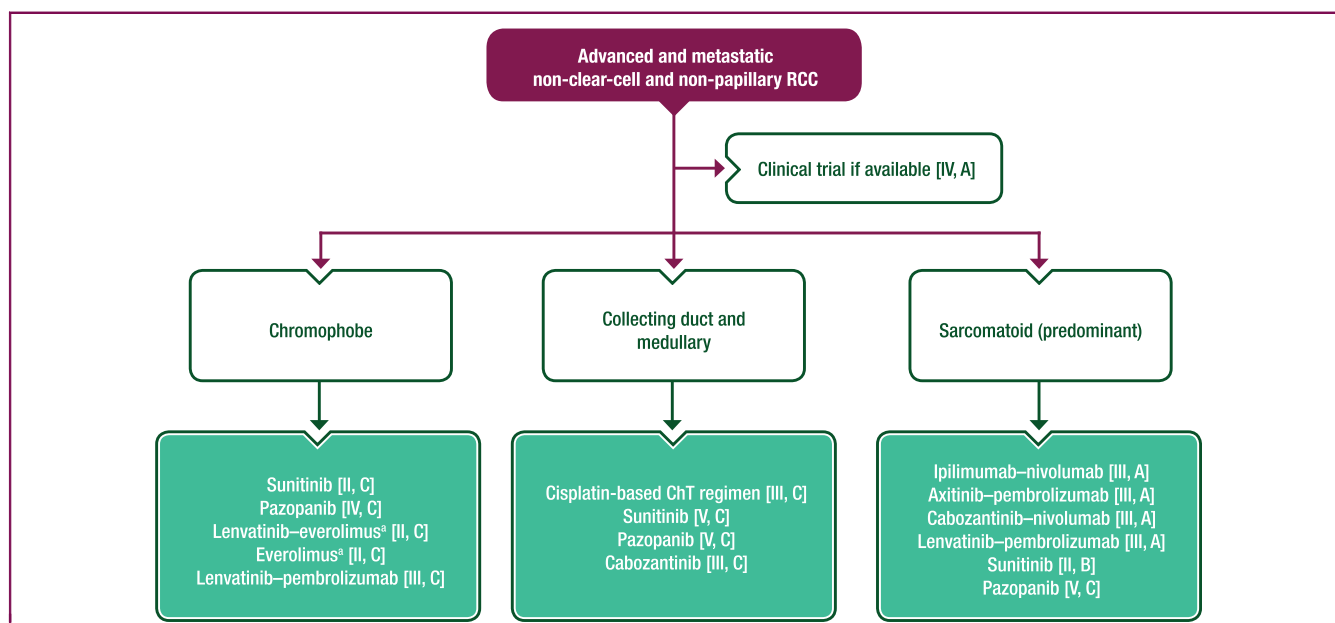 Advanced and metastatic
non-clear-cell and non-papillary RCC
Clinical trial if available [IV, A]
Chromophobe
Collecting duct and
medullary
Sarcomatoid (predominant)
Sunitinib [II, C]
Pazopanib [IV, C]
Lenvatinib–everolimusᵃ [II, C]
Everolimusᵃ [II, C]
Lenvatinib–pembrolizumab [III, C]
Cisplatin-based ChT regimen [III, C]
Sunitinib [V, C]
Pazopanib [V, C]
Cabozantinib [III, C]
Ipilimumab–nivolumab [III, A]
Axitinib–pembrolizumab [III, A]
Cabozantinib–nivolumab [III, A]
Lenvatinib–pembrolizumab [III, A]
Sunitinib [II, B]
Pazopanib [V, C]